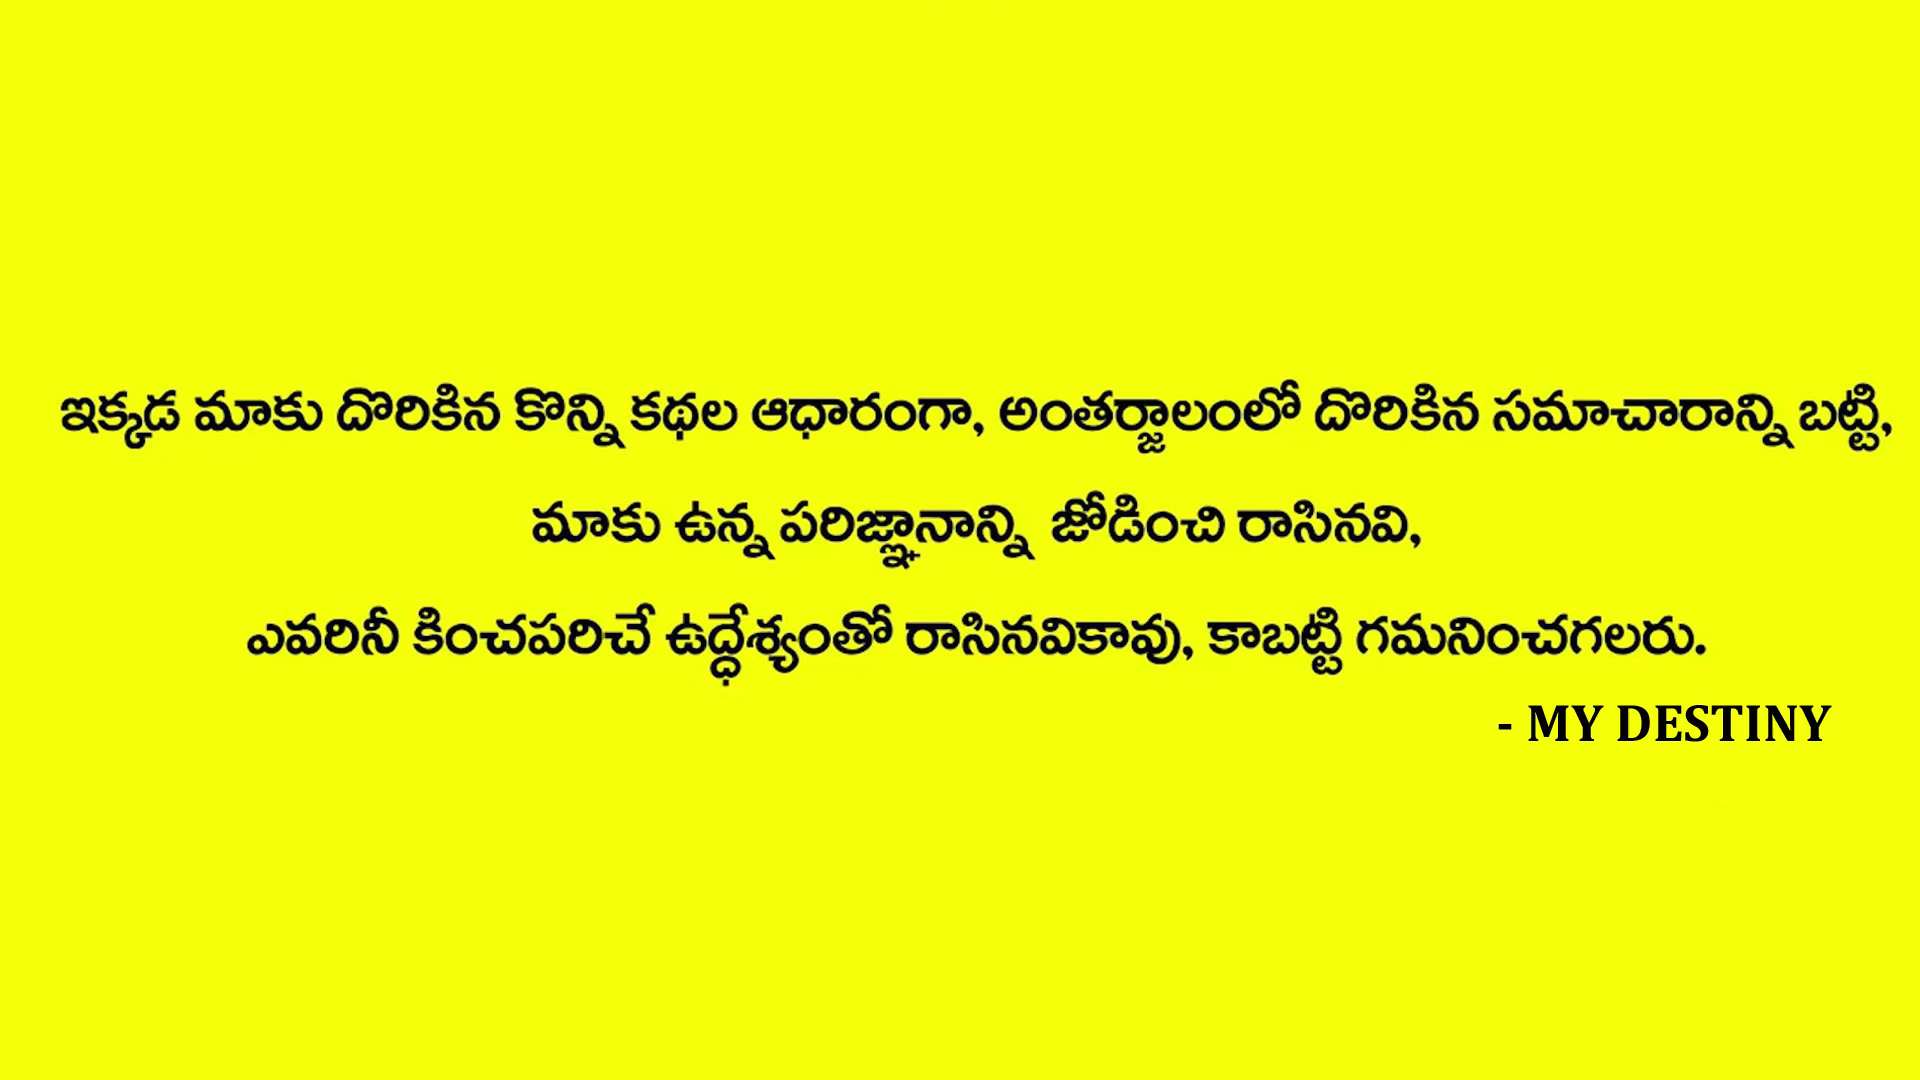 ఇక్కడ మాకు దొరికిన కొన్ని కథల ఆధారంగా, అంతర్జాలంలో దొరికిన సమాచారాన్ని బట్టి,
మాకు ఉన్న పరిజ్ఞానాన్ని జోడించి రాసినవి,
ఎవరినీ కించపరిచే ఉద్ధేశ్యంతో రాసినవికావు, కాబట్టి గమనించగలరు.
- MY DESTINY